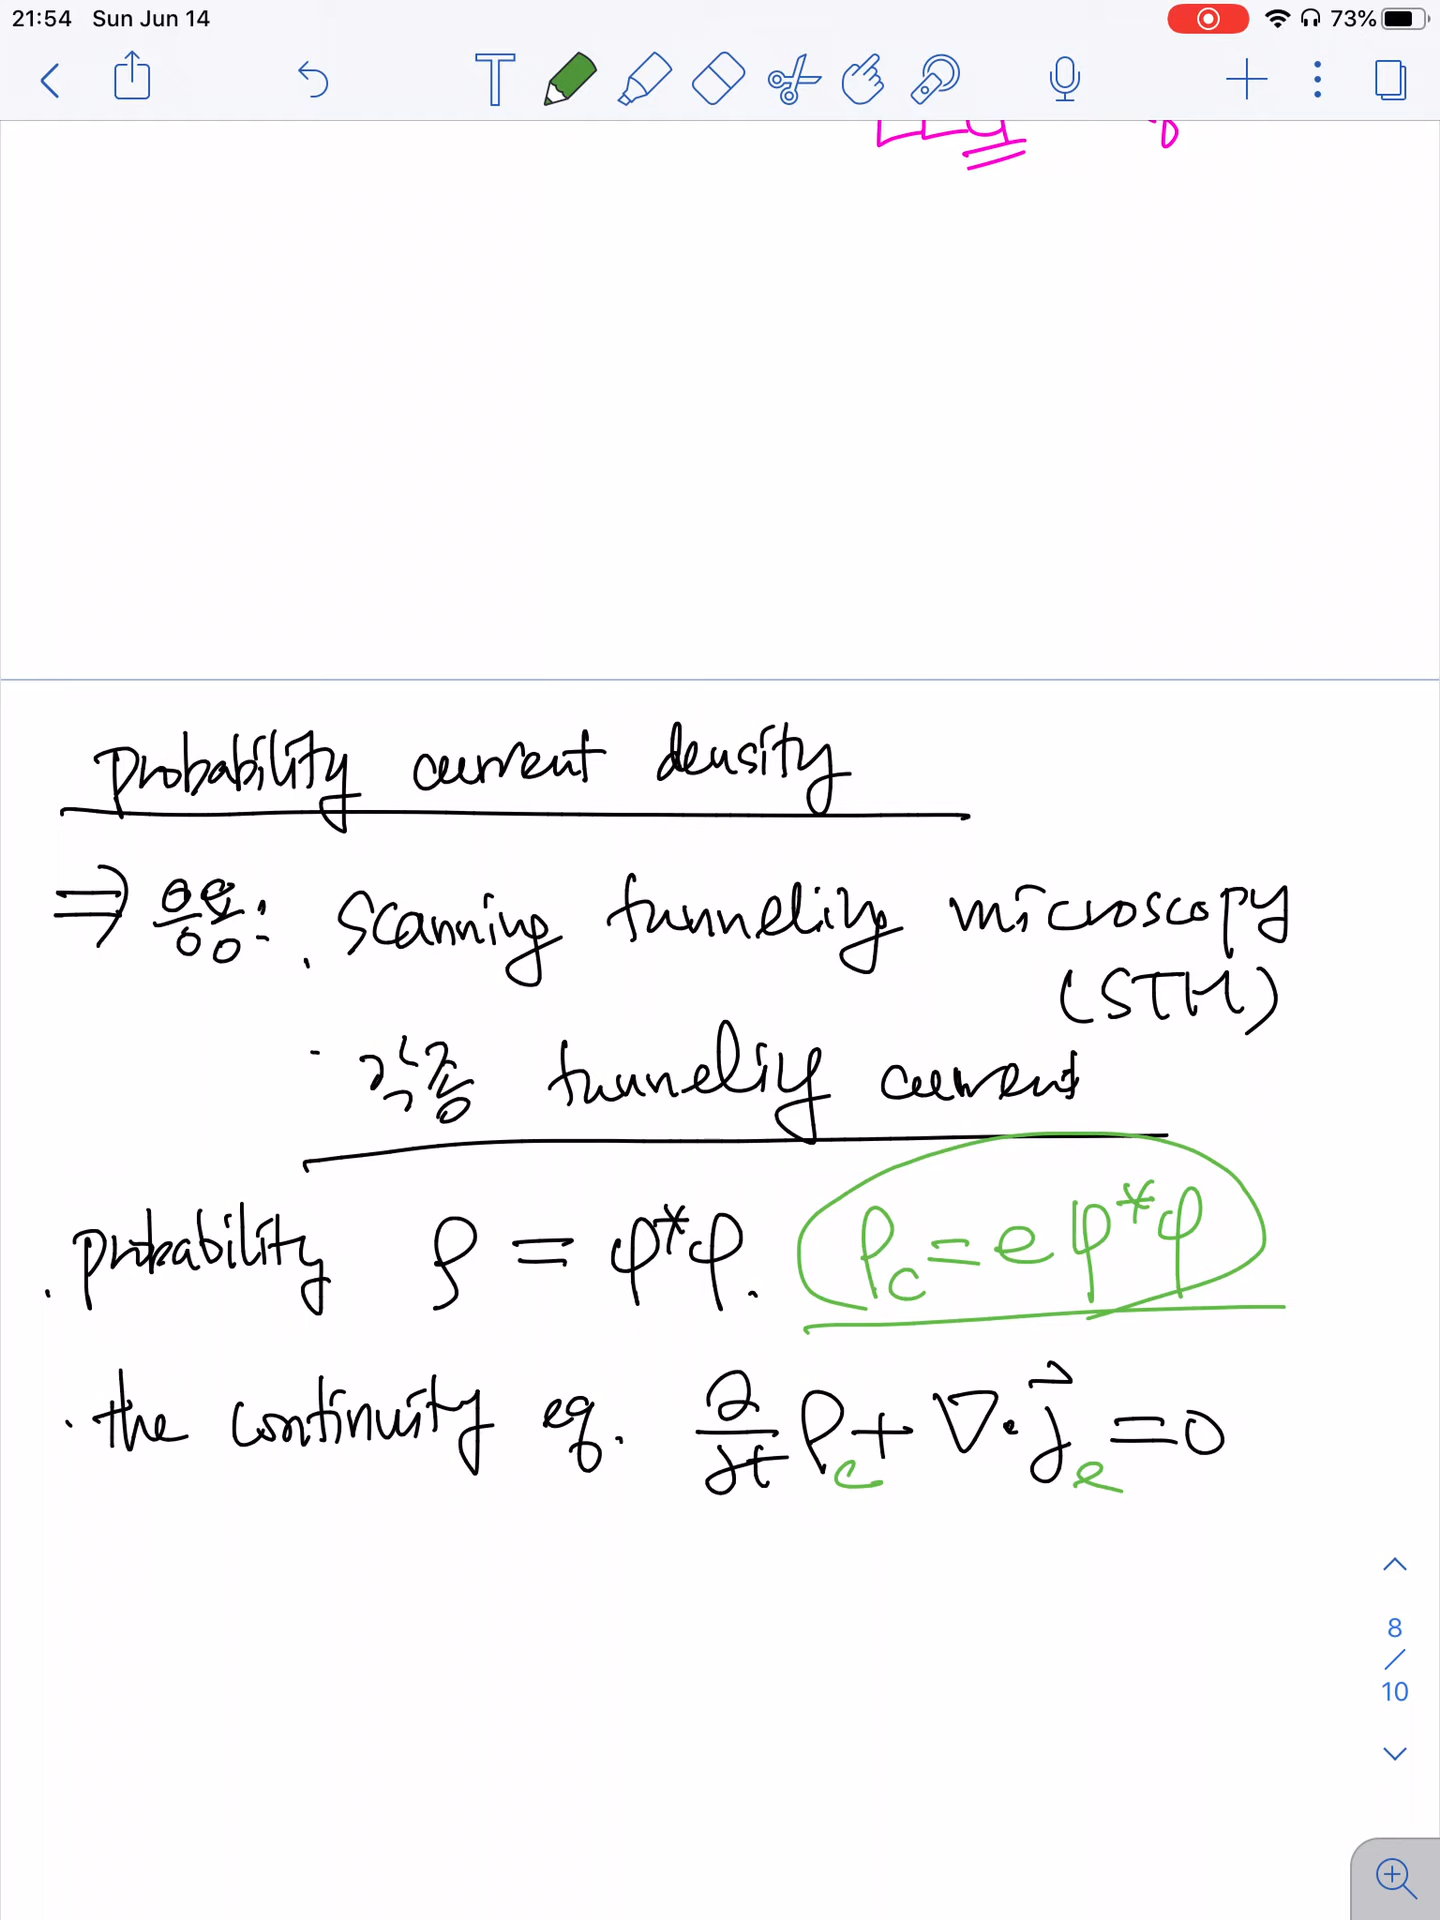 21:54 Sun Jun 14 73%
T
probability current density
⇒ 응용: . Scanning tunneling microscopy
(STM)
· 각종 tunneling current
. probability ρ = φ*φ. ρc = eφ*φ
· the continuity eq. ∂/∂t ρc + ∇·j⃗e = 0
8
/
10